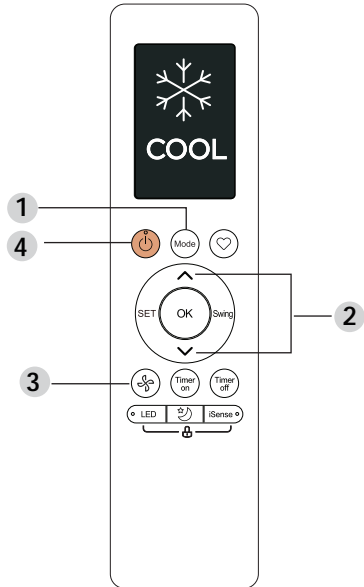 COOL
1
4
Mode
SET
OK
Swing
2
3
Timer
on
Timer
off
LED
iSense